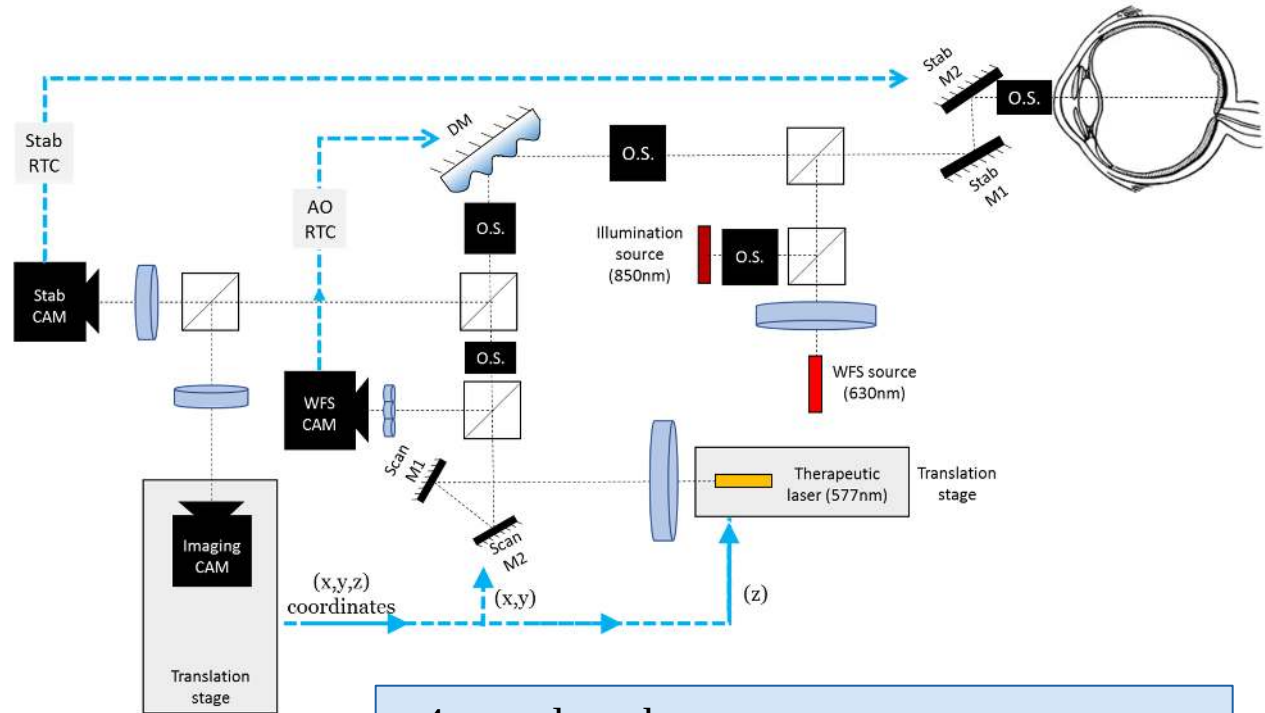 Stab
M2
O.S.
Stab
M1
DM
O.S.
Stab
RTC
AO
RTC
O.S.
Illumination
source
(850nm)
O.S.
Stab
CAM
O.S.
WFS source
(630nm)
WFS
CAM
Scan
M1
Therapeutic
laser (577nm)
Translation
stage
Scan
M2
Imaging
CAM
(x,y,z)
coordinates
(x,y)
(z)
Translation
stage